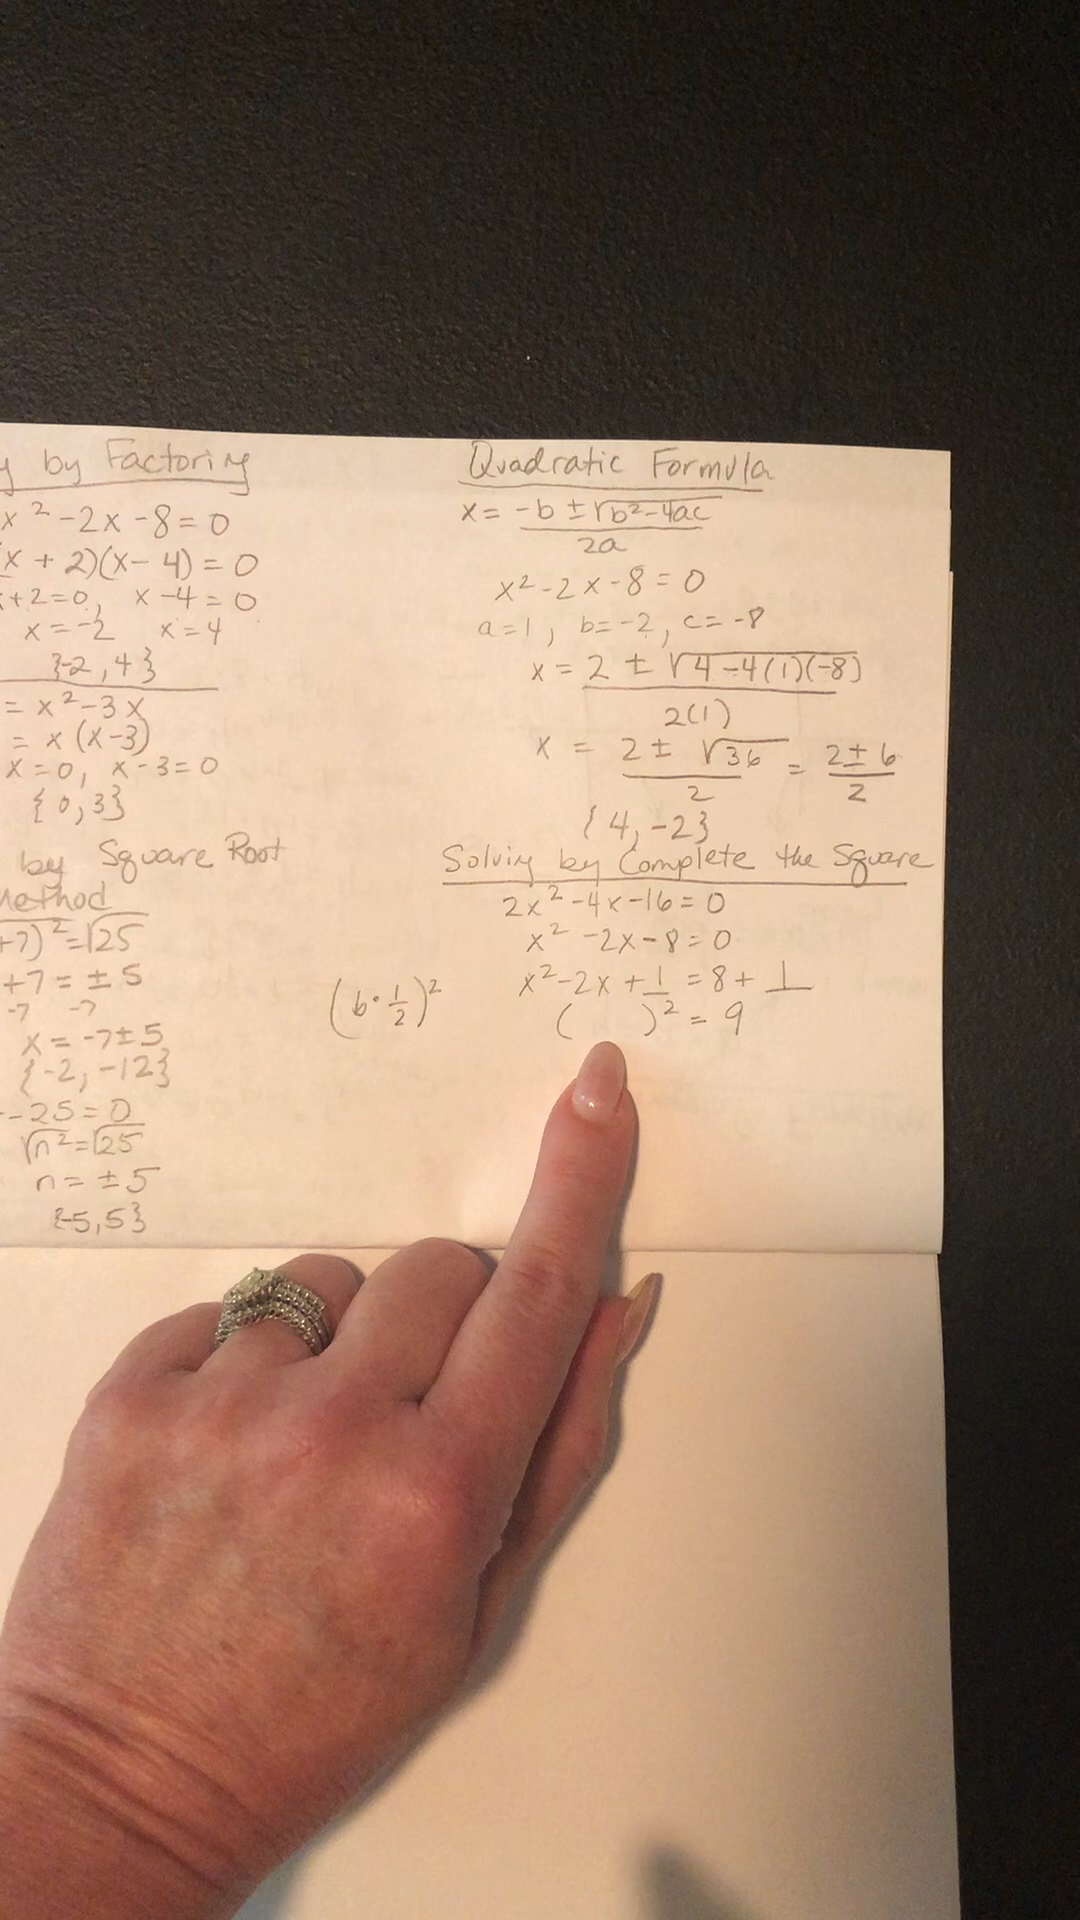 by Factoring
x² -2x -8 = 0
x + 2)(x - 4) = 0
+2=0, x -4 = 0
x = -2 x = 4
{-2, 4}
= x² -3x
= x (x-3)
x = 0, x -3 = 0
{0, 3}
by Square Root
Method
+7)² = √25
+7 = ± 5
-7 -7
x = -7 ± 5
{-2, -12}
-25 = 0
√n² = √25
n = ± 5
{-5, 5}
Quadratic Formula
x = -b ± √b²-4ac
2a
x² -2x -8 = 0
a=1, b=-2, c=-8
x = 2 ± √4 -4(1)(-8)
2(1)
x = 2 ± √36 = 2 ± 6
2 2
{4, -2}
Solving by Complete the Square
2x² -4x -16 = 0
x² -2x -8 = 0
x² -2x + 1 = 8 + 1
(b · 1/2)²
( )² = 9